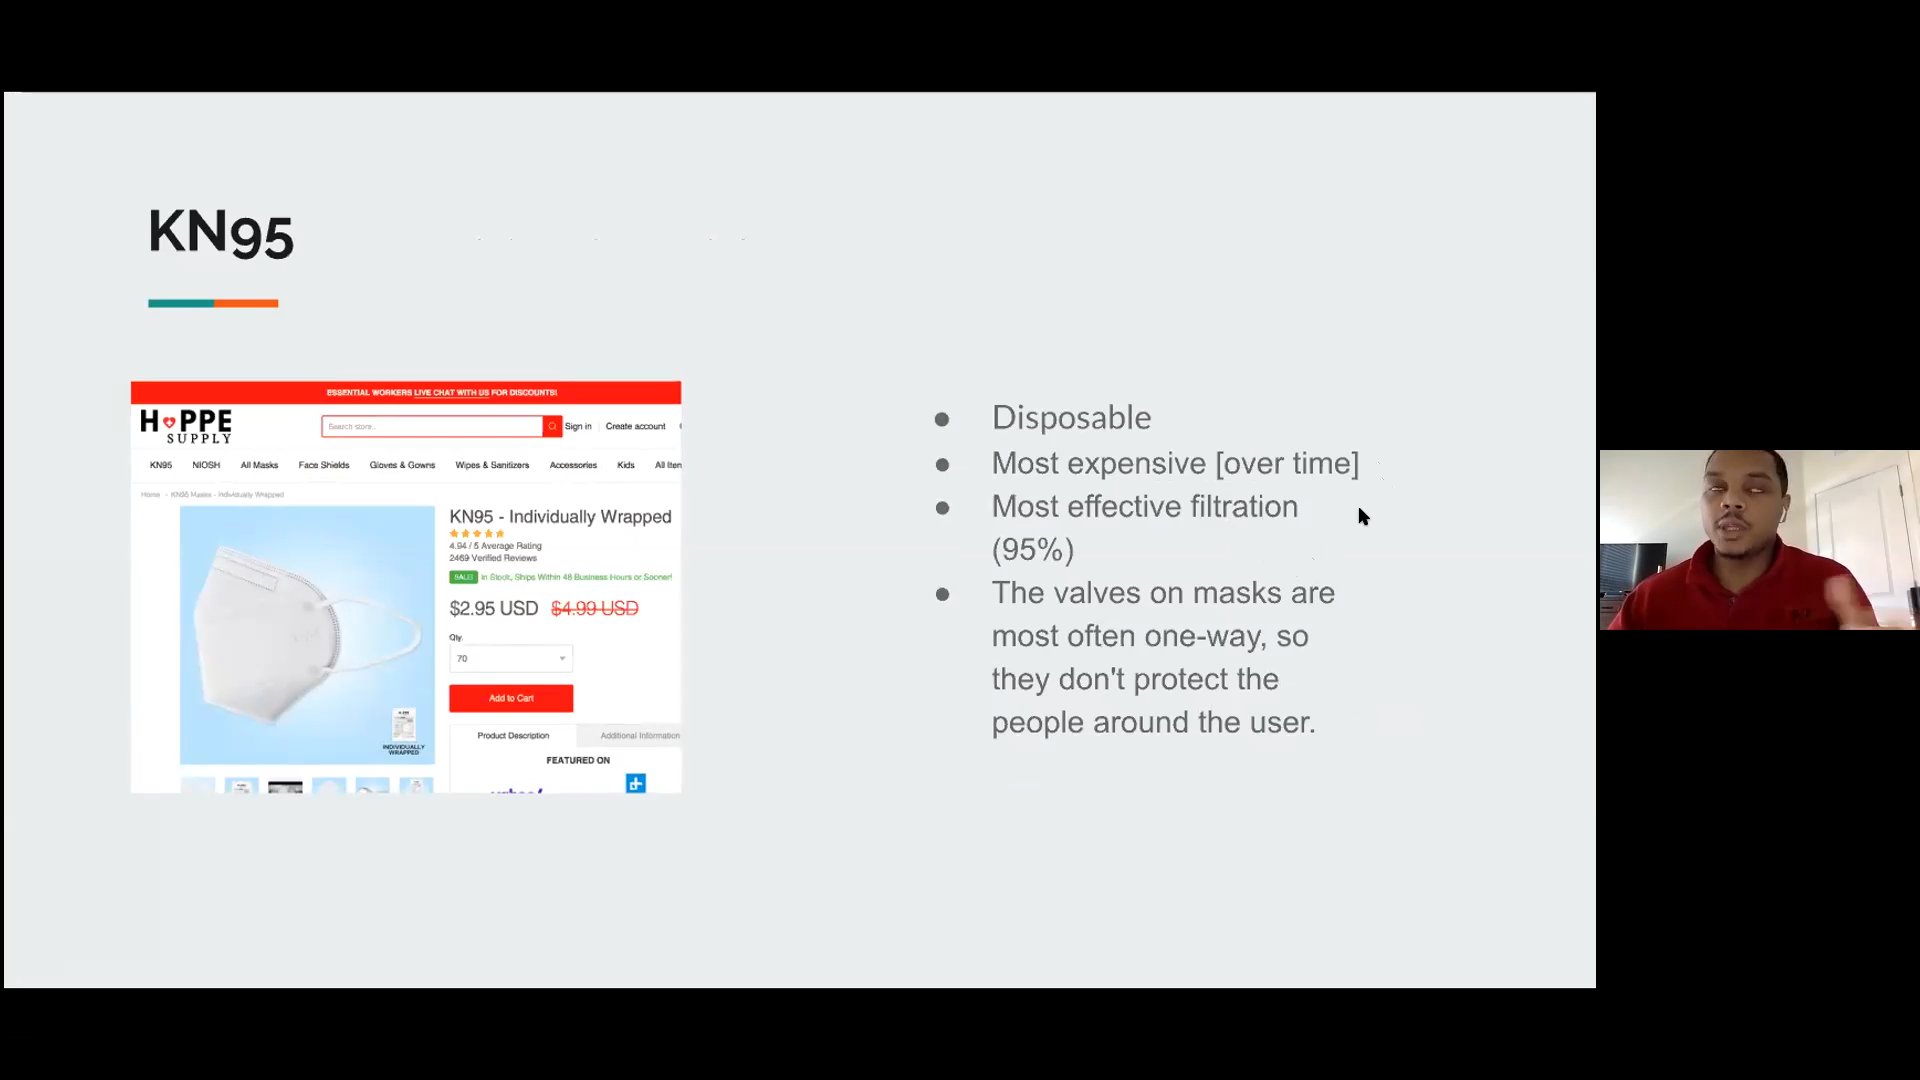 KN95
ESSENTIAL WORKERS LIVE CHAT WITH US FOR DISCOUNTS!
H PPE
SUPPLY
Search store...
Sign in
Create account
KN95 NIOSH All Masks Face Shields Gloves & Gowns Wipes & Sanitizers Accessories Kids All Item
Home KN95 Masks - Individually Wrapped
KN95 - Individually Wrapped
4.94 / 5 Average Rating
2469 Verified Reviews
SALE! In Stock, Ships Within 48 Business Hours or Sooner!
$2.95 USD $4.99 USD
Qty.
70
Add to Cart
INDIVIDUALLY
WRAPPED
Product Description Additional Information
FEATURED ON
yahoo!
Disposable
Most expensive [over time]
Most effective filtration
(95%)
The valves on masks are
most often one-way, so
they don't protect the
people around the user.